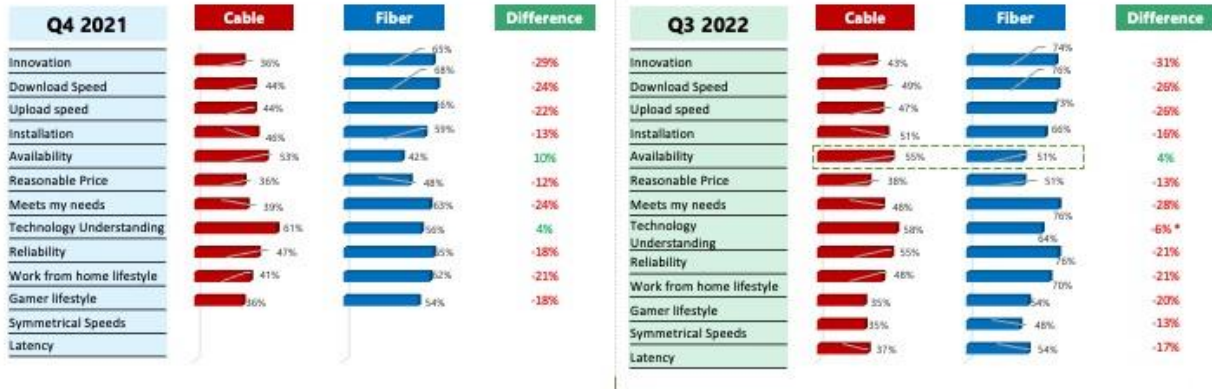 Q4 2021 Cable Fiber Difference
Innovation 36% 65% -29%
Download Speed 44% 68% -24%
Upload speed 44% 66% -22%
Installation 46% 59% -13%
Availability 53% 42% 10%
Reasonable Price 36% 48% -12%
Meets my needs 39% 63% -24%
Technology Understanding 61% 56% 4%
Reliability 47% 65% -18%
Work from home lifestyle 41% 62% -21%
Gamer lifestyle 36% 54% -18%
Symmetrical Speeds
Latency
Q3 2022 Cable Fiber Difference
Innovation 43% 74% -31%
Download Speed 49% 76% -26%
Upload speed 47% 73% -26%
Installation 51% 66% -16%
Availability 55% 51% 4%
Reasonable Price 38% 51% -13%
Meets my needs 48% 76% -28%
Technology
Understanding 58% 64% -6% *
Reliability 55% 76% -21%
Work from home lifestyle 48% 70% -21%
Gamer lifestyle 35% 54% -20%
Symmetrical Speeds 35% 48% -13%
Latency 37% 54% -17%